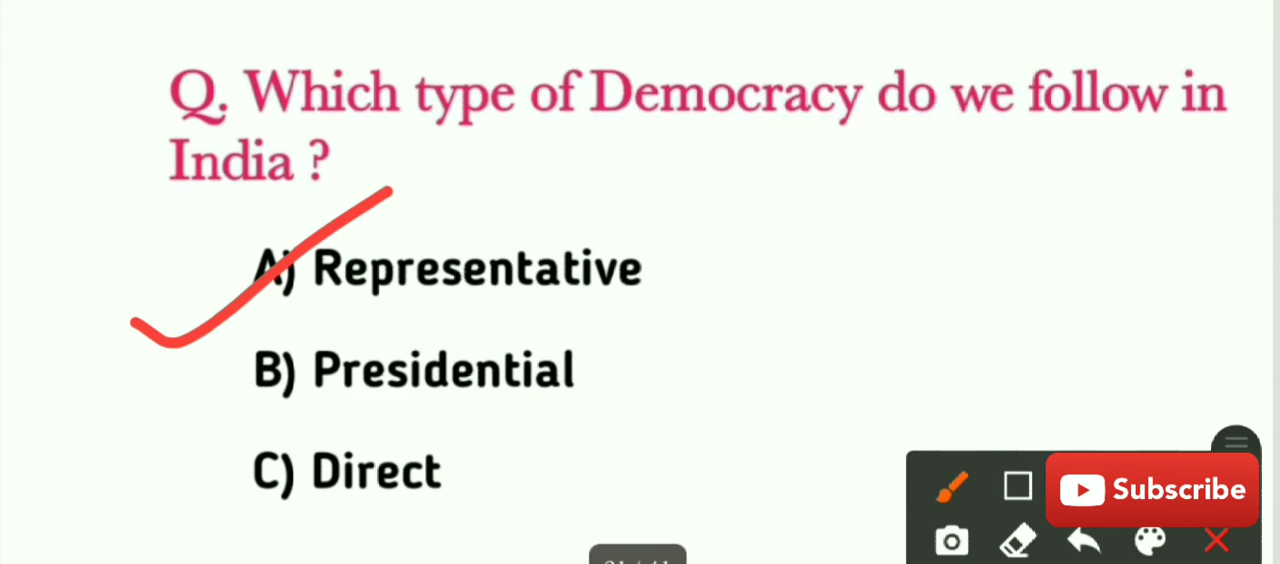 Q. Which type of Democracy do we follow in
India ?
A) Representative
B) Presidential
C) Direct
Subscribe